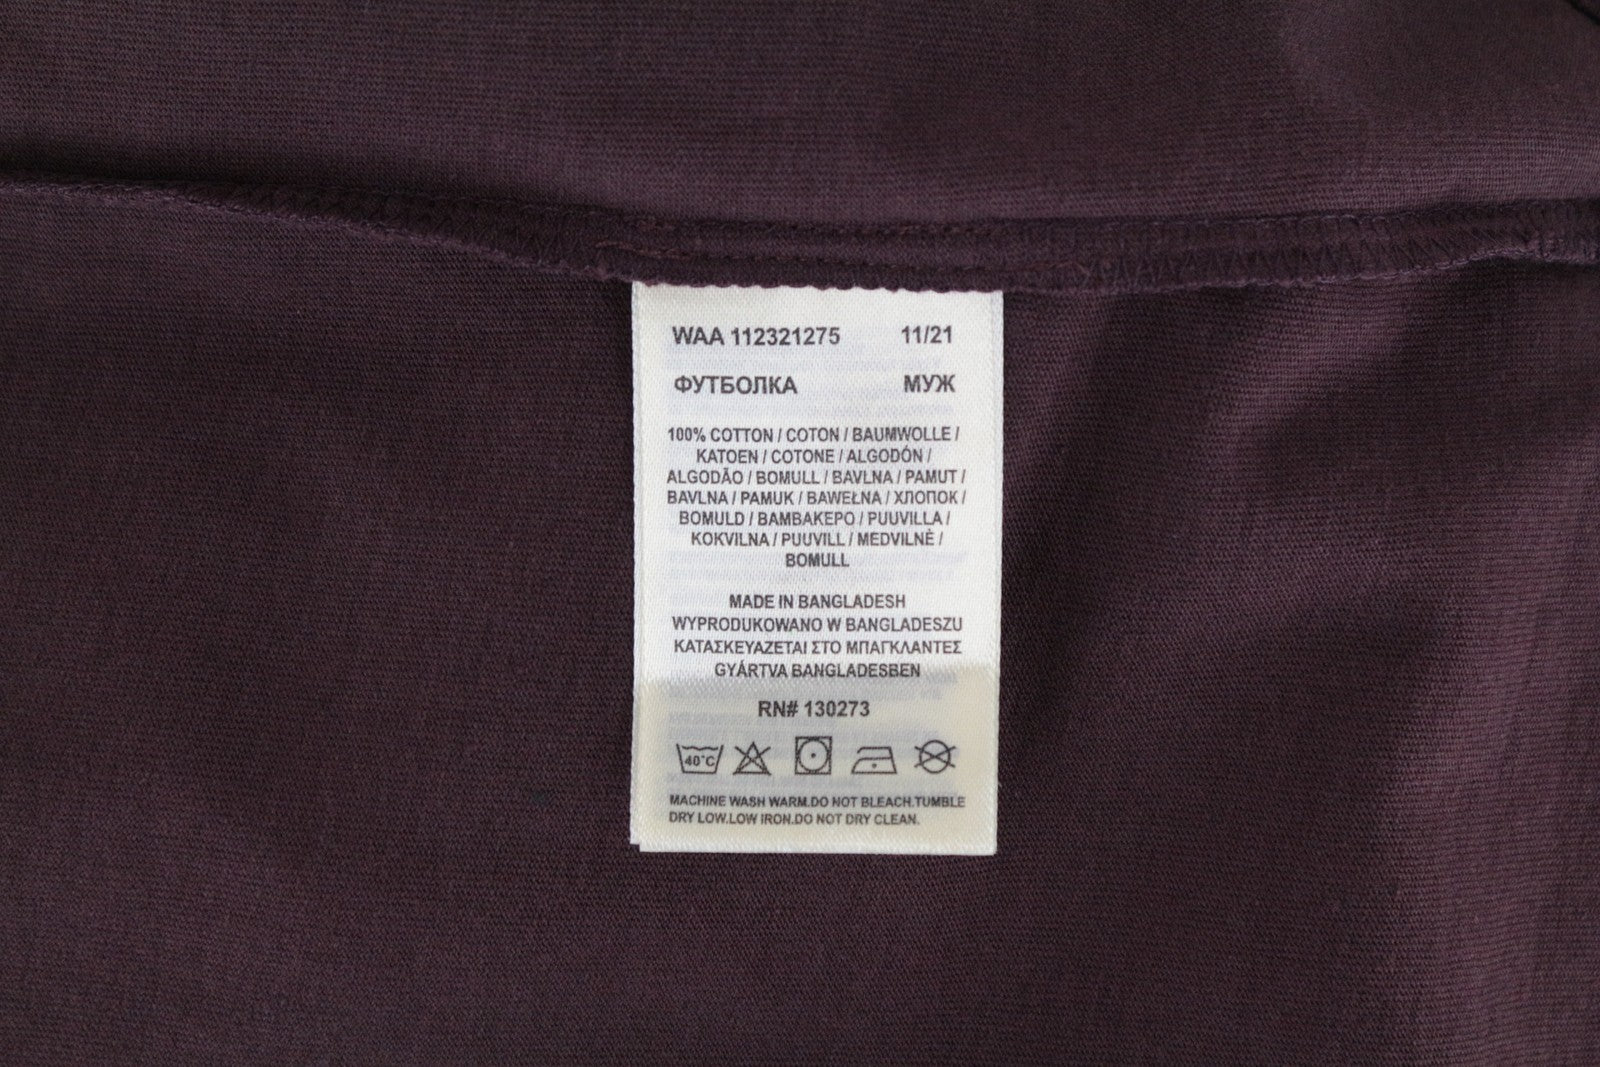 WAA 112321275 11/21
ФУТБОЛКА МУЖ
100% COTTON / COTON / BAUMWOLLE /
KATOEN / COTONE / ALGODÓN /
ALGODÃO / BOMULL / BAVLNA / PAMUT /
BAVLNA / PAMUK / BAWEŁNA / ХЛОПОК /
BOMULD / BAMBAKEPO / PUUVILLA /
KOKVILNA / PUUVILL / MEDVILNĖ /
BOMULL
MADE IN BANGLADESH
WYPRODUKOWANO W BANGLADESZU
ΚΑΤΑΣΚΕΥΑΖΕΤΑΙ ΣΤΟ ΜΠΑΓΚΛΑΝΤΕΣ
GYÁRTVA BANGLADESBEN
RN# 130273
40°C
MACHINE WASH WARM.DO NOT BLEACH.TUMBLE
DRY LOW.LOW IRON.DO NOT DRY CLEAN.